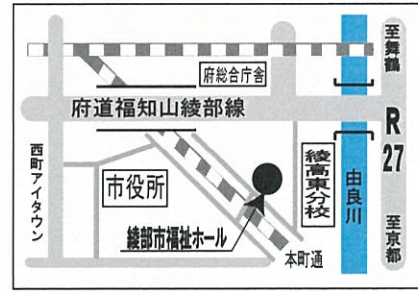 至舞鶴
府総合庁舎
府道福知山綾部線
R
27
西町アイタウン
市役所
綾高東分校
由良川
至京都
綾部市福祉ホール
本町通